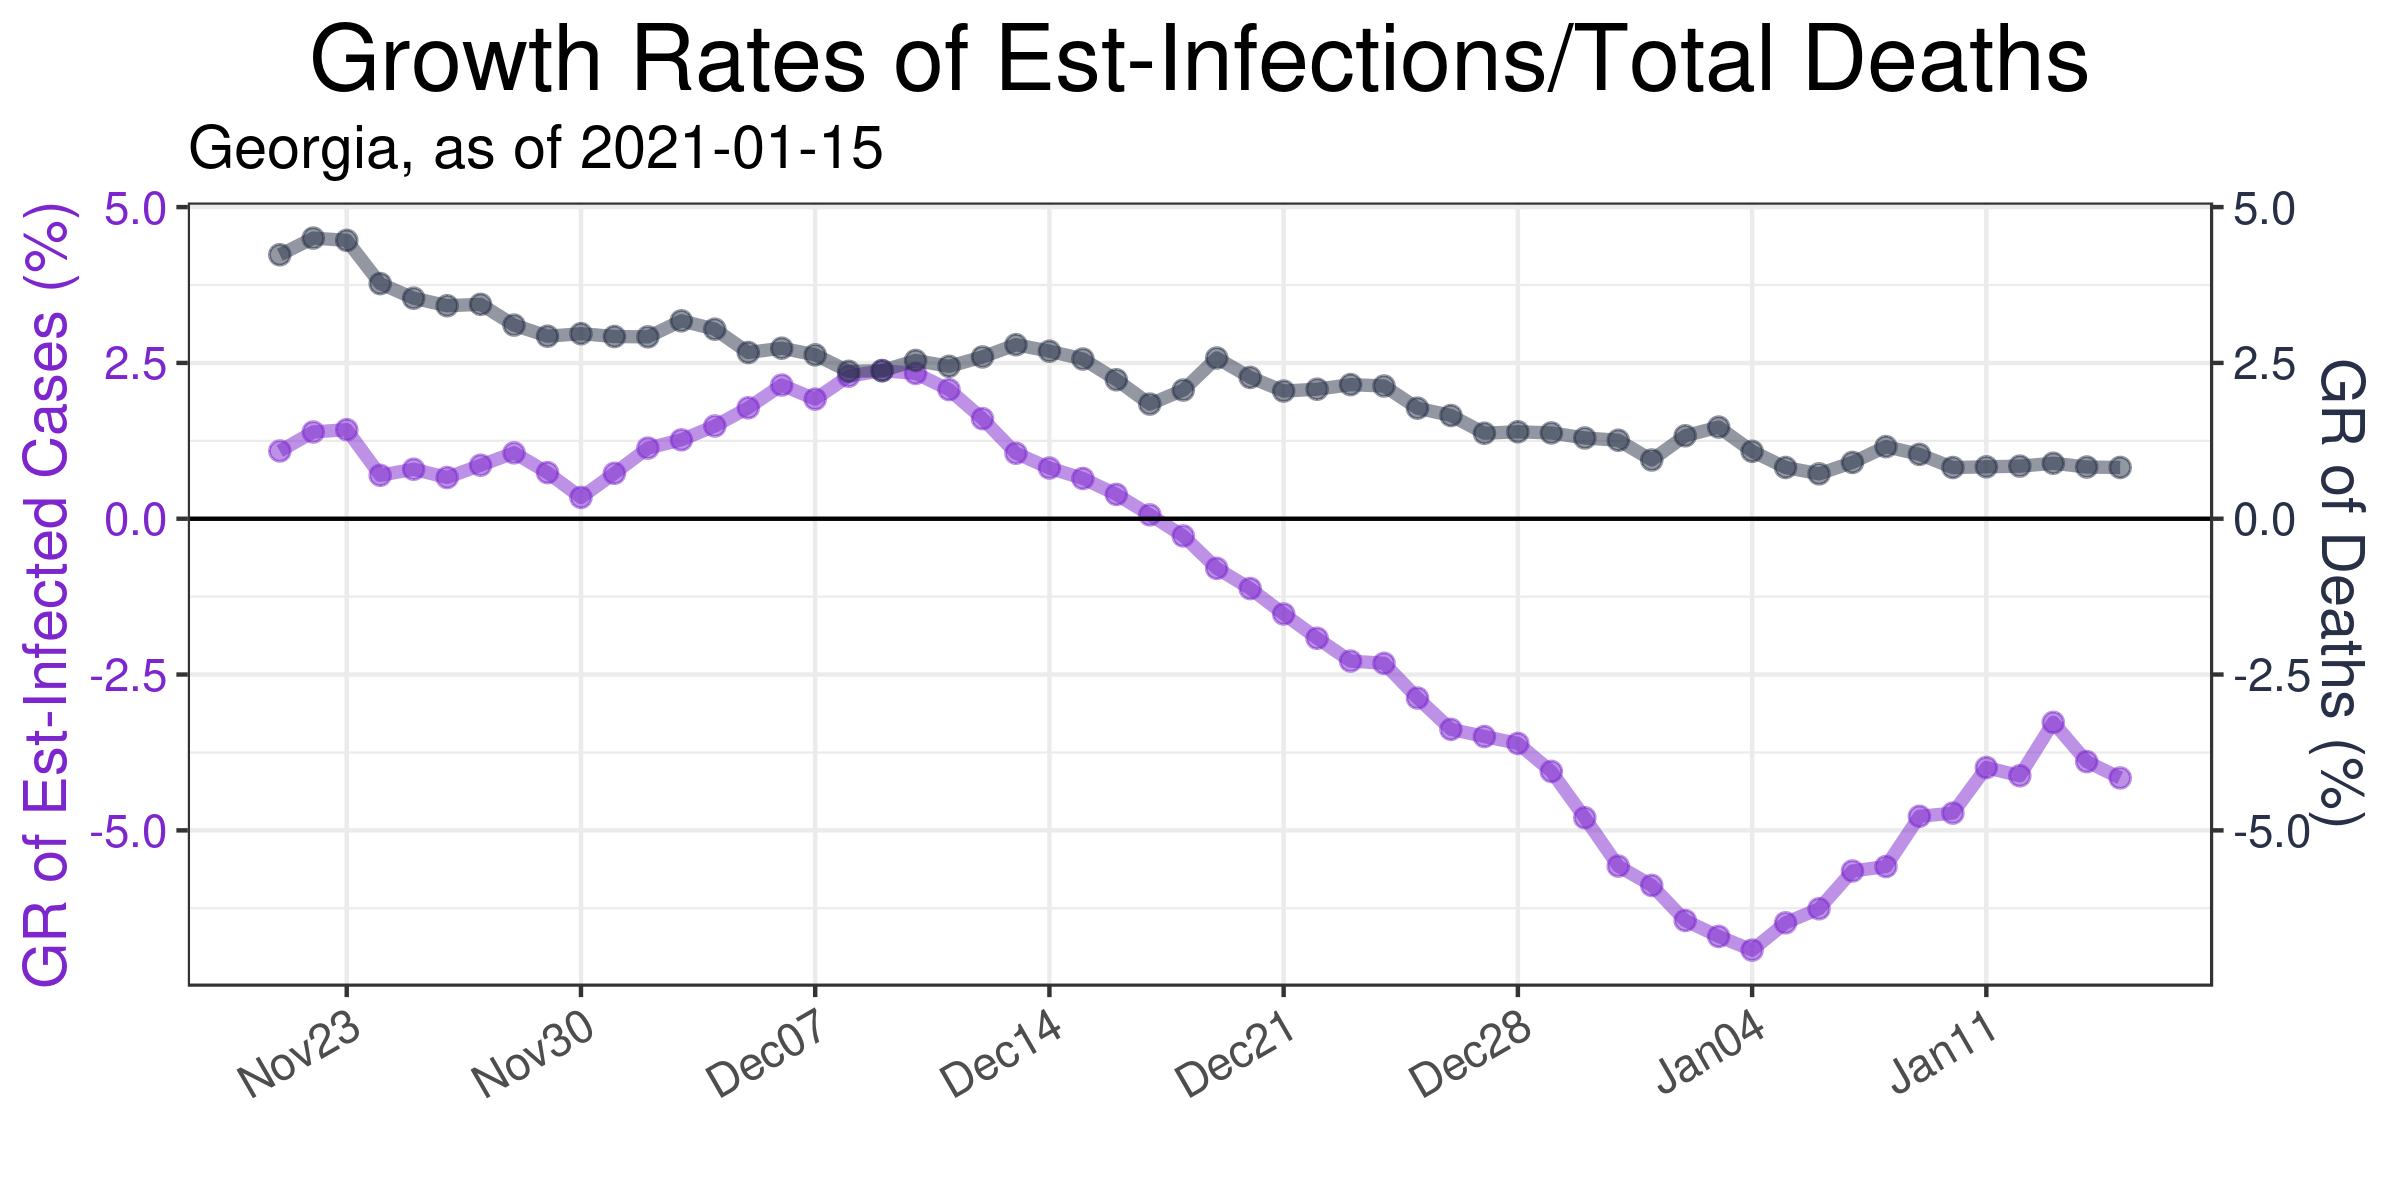 Growth Rates of Est-Infections/Total Deaths
Georgia, as of 2021-01-15
GR of Est-Infected Cases (%)
5.0
2.5
0.0
-2.5
-5.0
5.0
2.5
0.0
-2.5
-5.0
GR of Deaths (%)
Nov23
Nov30
Dec07
Dec14
Dec21
Dec28
Jan04
Jan11